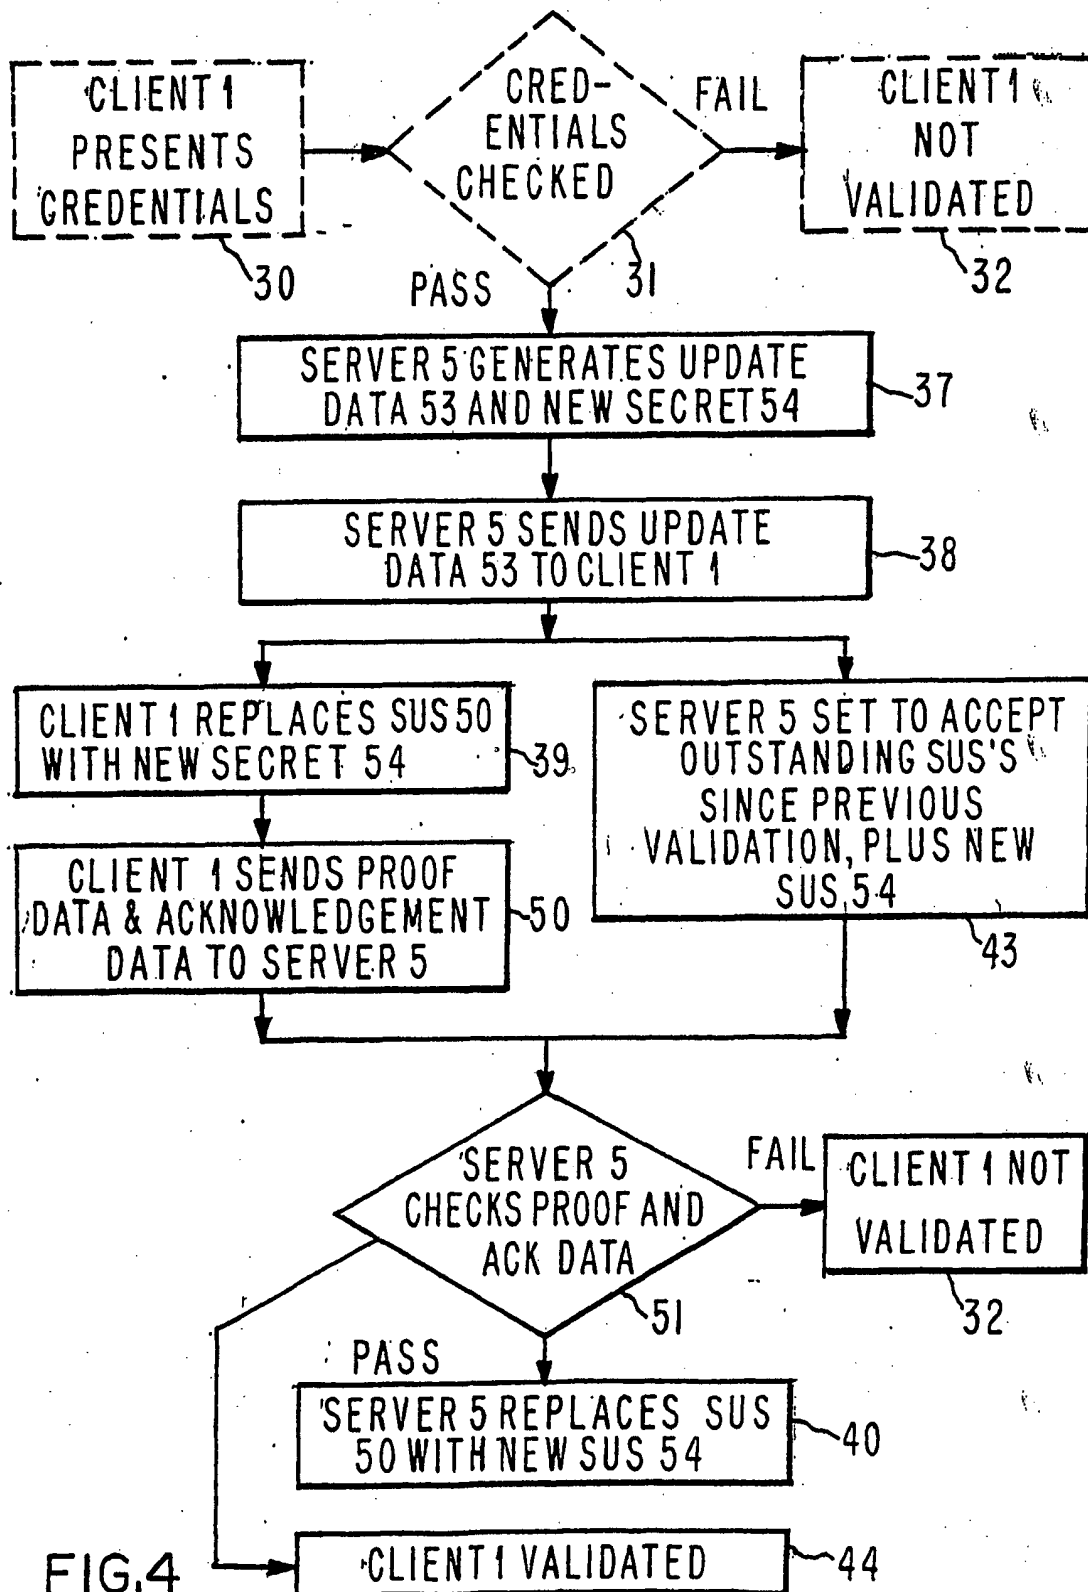 CLIENT 1
PRESENTS
CREDENTIALS
30
CRED-
ENTIALS
CHECKED
31
FAIL
CLIENT 1
NOT
VALIDATED
32
PASS
SERVER 5 GENERATES UPDATE
DATA 53 AND NEW SECRET 54
37
SERVER 5 SENDS UPDATE
DATA 53 TO CLIENT 1
38
CLIENT 1 REPLACES SUS 50
WITH NEW SECRET 54
39
SERVER 5 SET TO ACCEPT
OUTSTANDING SUS'S
SINCE PREVIOUS
VALIDATION, PLUS NEW
SUS 54
43
CLIENT 1 SENDS PROOF
DATA & ACKNOWLEDGEMENT
DATA TO SERVER 5
50
SERVER 5
CHECKS PROOF AND
ACK DATA
51
FAIL
CLIENT 1 NOT
VALIDATED
32
PASS
SERVER 5 REPLACES SUS
50 WITH NEW SUS 54
40
CLIENT 1 VALIDATED
44
FIG.4